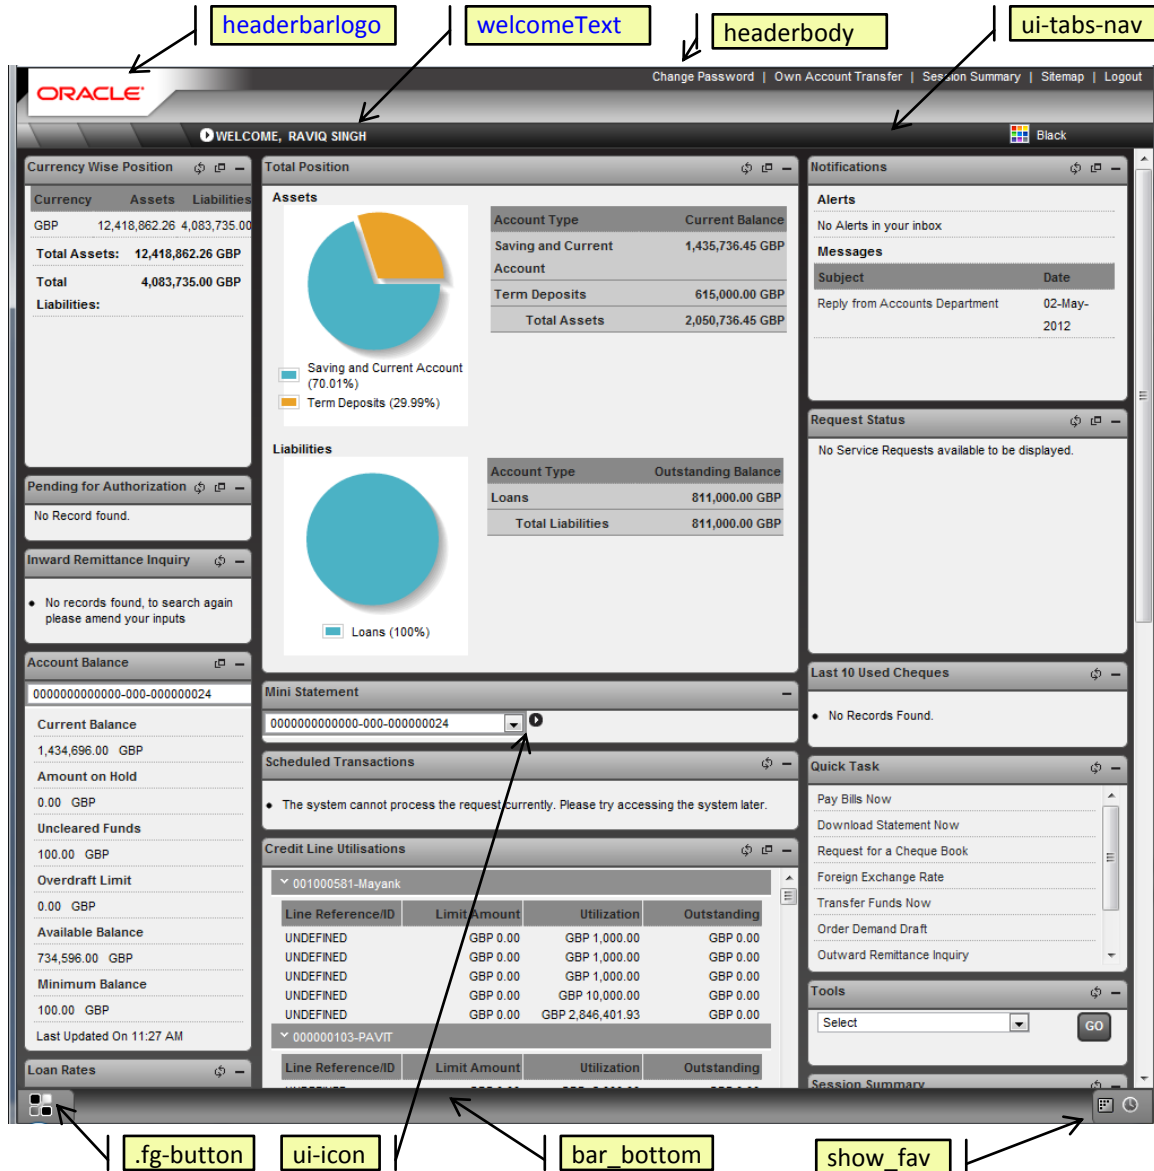 headerbarlogo
welcomeText
headerbody
ui-tabs-nav
Change Password | Own Account Transfer | Session Summary | Sitemap | Logout
ORACLE
WELCOME, RAVIQ SINGH
Black
Currency Wise Position
Currency Assets Liabilities
GBP 12,418,862.26 4,083,735.00
Total Assets: 12,418,862.26 GBP
Total 4,083,735.00 GBP
Liabilities:
Pending for Authorization
No Record found.
Inward Remittance Inquiry
No records found, to search again
please amend your inputs
Account Balance
0000000000000-000-000000024
Current Balance
1,434,696.00 GBP
Amount on Hold
0.00 GBP
Uncleared Funds
100.00 GBP
Overdraft Limit
0.00 GBP
Available Balance
734,596.00 GBP
Minimum Balance
100.00 GBP
Last Updated On 11:27 AM
Loan Rates
Total Position
Assets
Saving and Current Account
(70.01%)
Term Deposits (29.99%)
Account Type Current Balance
Saving and Current 1,435,736.45 GBP
Account
Term Deposits 615,000.00 GBP
Total Assets 2,050,736.45 GBP
Liabilities
Loans (100%)
Account Type Outstanding Balance
Loans 811,000.00 GBP
Total Liabilities 811,000.00 GBP
Mini Statement
0000000000000-000-000000024
Scheduled Transactions
The system cannot process the request currently. Please try accessing the system later.
Credit Line Utilisations
001000581-Mayank
Line Reference/ID Limit Amount Utilization Outstanding
UNDEFINED GBP 0.00 GBP 1,000.00 GBP 0.00
UNDEFINED GBP 0.00 GBP 1,000.00 GBP 0.00
UNDEFINED GBP 0.00 GBP 1,000.00 GBP 0.00
UNDEFINED GBP 0.00 GBP 10,000.00 GBP 0.00
UNDEFINED GBP 0.00 GBP 2,846,401.93 GBP 0.00
000000103-PAVIT
Line Reference/ID Limit Amount Utilization Outstanding
Notifications
Alerts
No Alerts in your inbox
Messages
Subject Date
Reply from Accounts Department 02-May-
2012
Request Status
No Service Requests available to be displayed.
Last 10 Used Cheques
No Records Found.
Quick Task
Pay Bills Now
Download Statement Now
Request for a Cheque Book
Foreign Exchange Rate
Transfer Funds Now
Order Demand Draft
Outward Remittance Inquiry
Tools
Select
GO
Session Summary
.fg-button
ui-icon
bar_bottom
show_fav